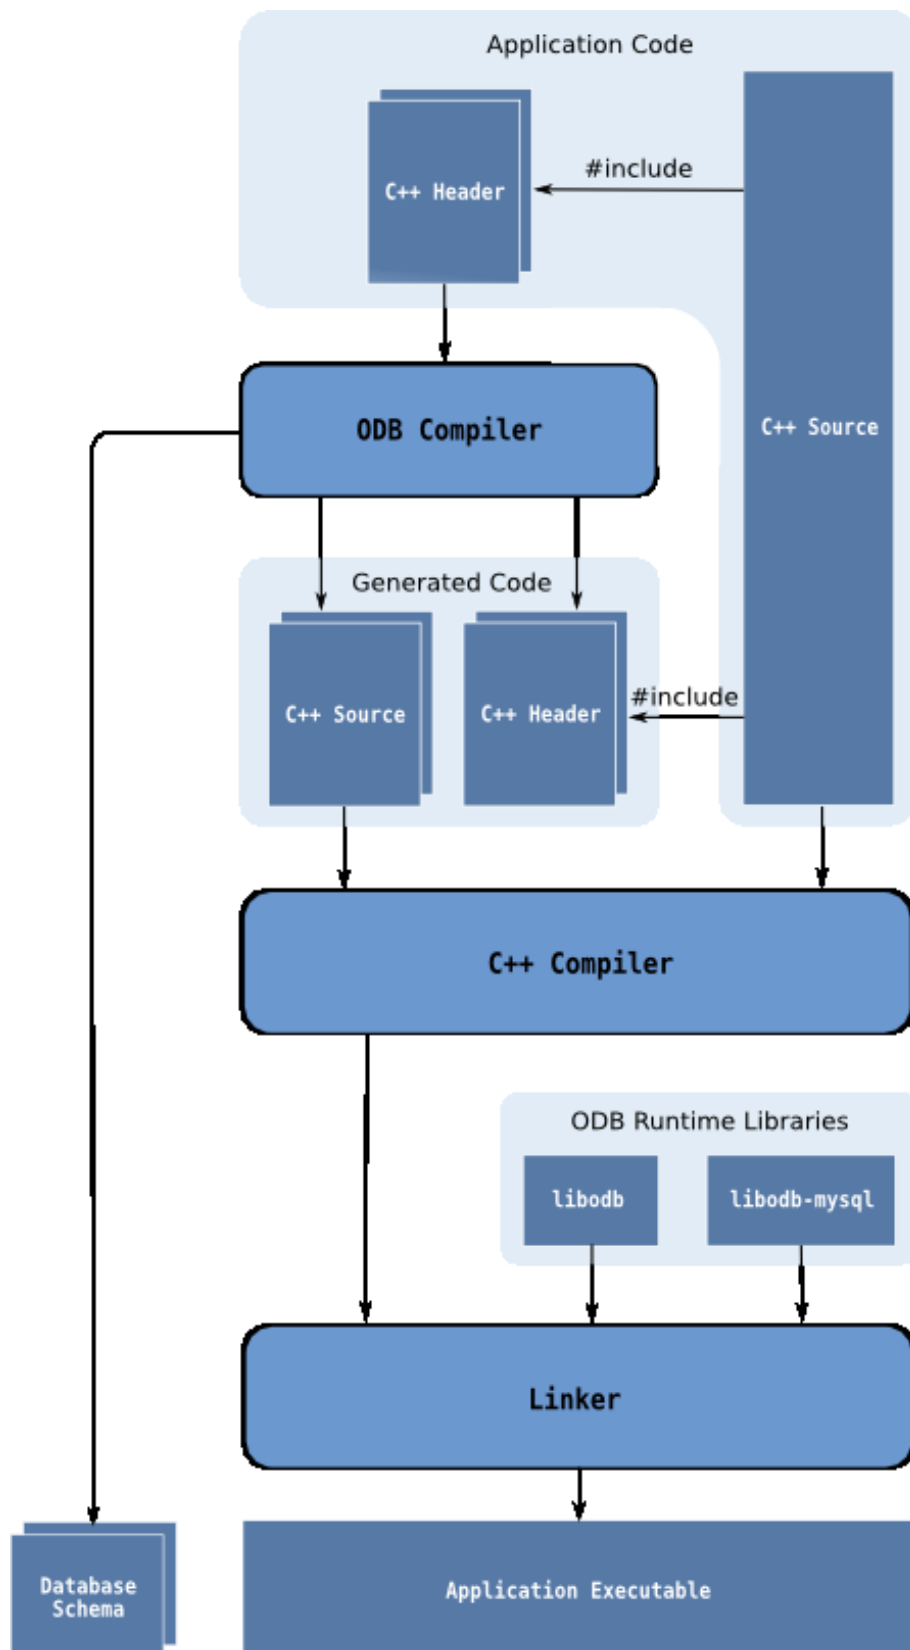 Application Code
#include
C++ Header
C++ Source
ODB Compiler
Generated Code
#include
C++ Source
C++ Header
C++ Compiler
ODB Runtime Libraries
libodb
libodb-mysql
Linker
Database
Schema
Application Executable